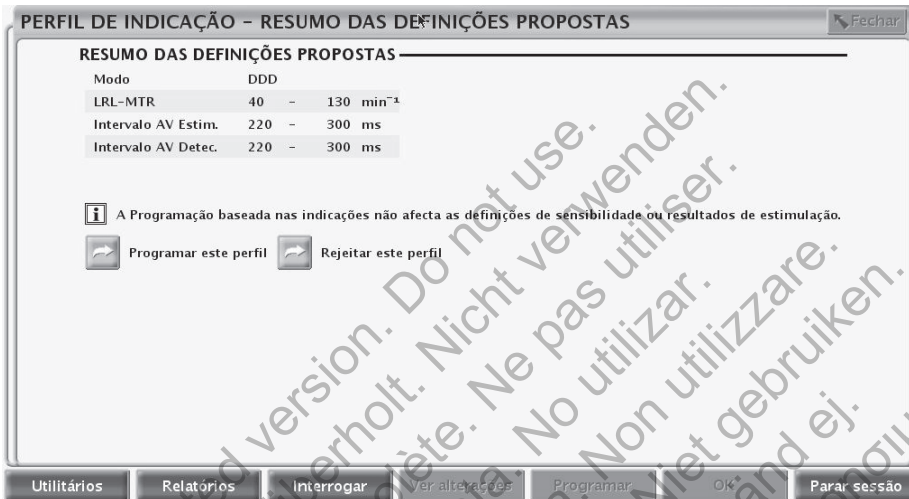 PERFIL DE INDICAÇÃO – RESUMO DAS DEFINIÇÕES PROPOSTAS
Fechar
RESUMO DAS DEFINIÇÕES PROPOSTAS
Modo DDD
LRL-MTR 40 – 130 min⁻¹
Intervalo AV Estim. 220 – 300 ms
Intervalo AV Detec. 220 – 300 ms
i A Programação baseada nas indicações não afecta as definições de sensibilidade ou resultados de estimulação.
Programar este perfil Rejeitar este perfil
version. Do not use.
Nicht verwenden.
Ne pas utiliser.
No utilizar.
Non utilizzare.
Niet gebruiken.
Utilitários Relatórios Interrogar Ver alterações Programar OK Parar sessão